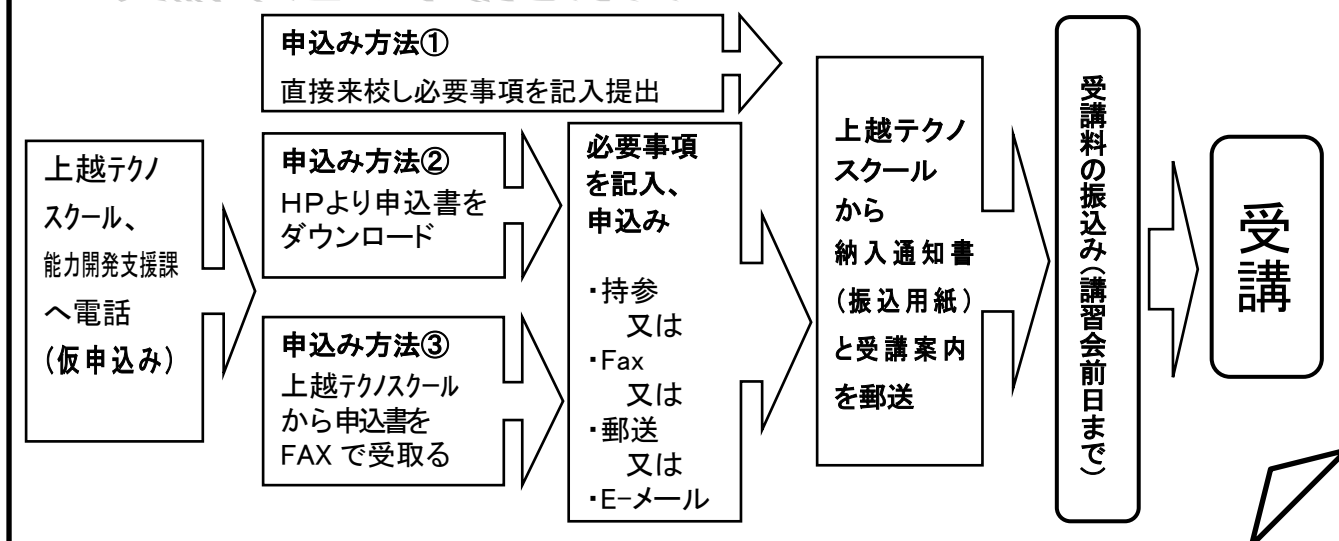 上越テクノ
スクール、
能力開発支援課
へ電話
(仮申込み)
申込み方法①
直接来校し必要事項を記入提出
申込み方法②
HPより申込書を
ダウンロード
申込み方法③
上越テクノスクール
から申込書を
FAXで受取る
必要事項
を記入、
申込み
・持参
又は
・Fax
又は
・郵送
又は
・E-メール
上越テクノ
スクール
から
納入通知書
(振込用紙)
と受講案内
を郵送
受講料の振込み(講習会前日まで)
受講